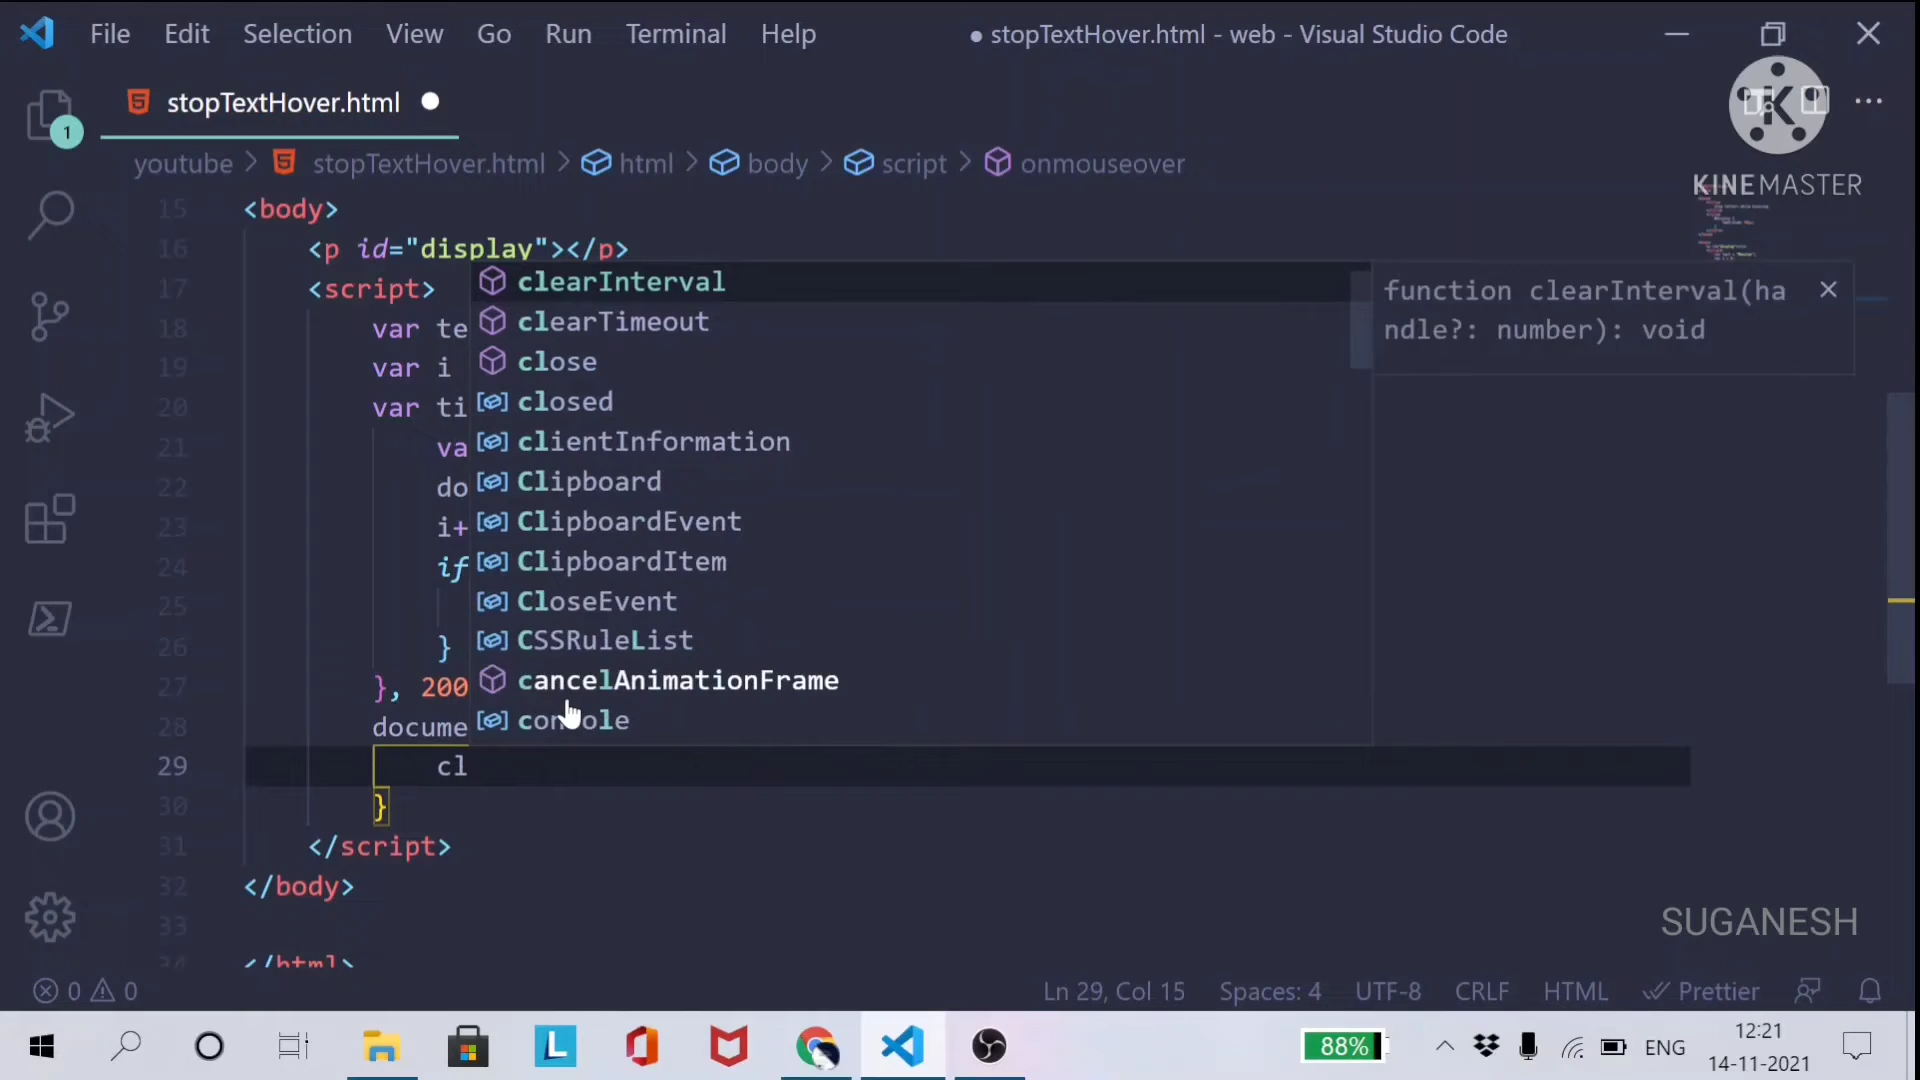 File Edit Selection View Go Run Terminal Help ● stopTextHover.html - web - Visual Studio Code
stopTextHover.html
K
KINEMASTER
youtube > stopTextHover.html > html > body > script > onmouseover
15 <body>
16 <p id="display"></p>
17 <script>
18 var te
19 var i
20 var ti
21 va
22 do
23 i+
24 if
25
26 }
27 }, 200
28 docume
29 cl
30 }
31 </script>
32 </body>
33
34 </html>
clearInterval
clearTimeout
close
closed
clientInformation
Clipboard
ClipboardEvent
ClipboardItem
CloseEvent
CSSRuleList
cancelAnimationFrame
console
function clearInterval(ha
ndle?: number): void
1
SUGANESH
0 0 Ln 29, Col 15 Spaces: 4 UTF-8 CRLF HTML Prettier
L 88% ENG 12:21
14-11-2021